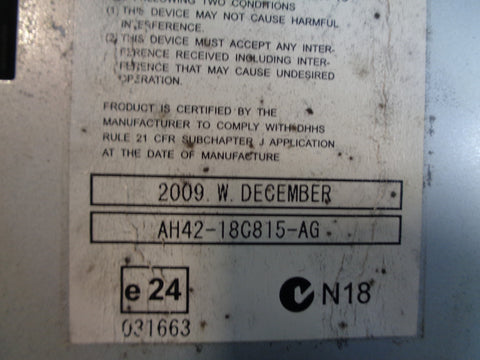 FOLLOWING TWO CONDITIONS
(1) THIS DEVICE MAY NOT CAUSE HARMFUL
INTERFERENCE.
(2) THIS DEVICE MUST ACCEPT ANY INTER-
FERENCE RECEIVED INCLUDING INTER-
FERENCE THAT MAY CAUSE UNDESIRED
OPERATION.
PRODUCT IS CERTIFIED BY THE
MANUFACTURER TO COMPLY WITH DHHS
RULE 21 CFR SUBCHAPTER J APPLICATION
AT THE DATE OF MANUFACTURE
2009. W. DECEMBER
AH42-18C815-AG
e24 N18
031663